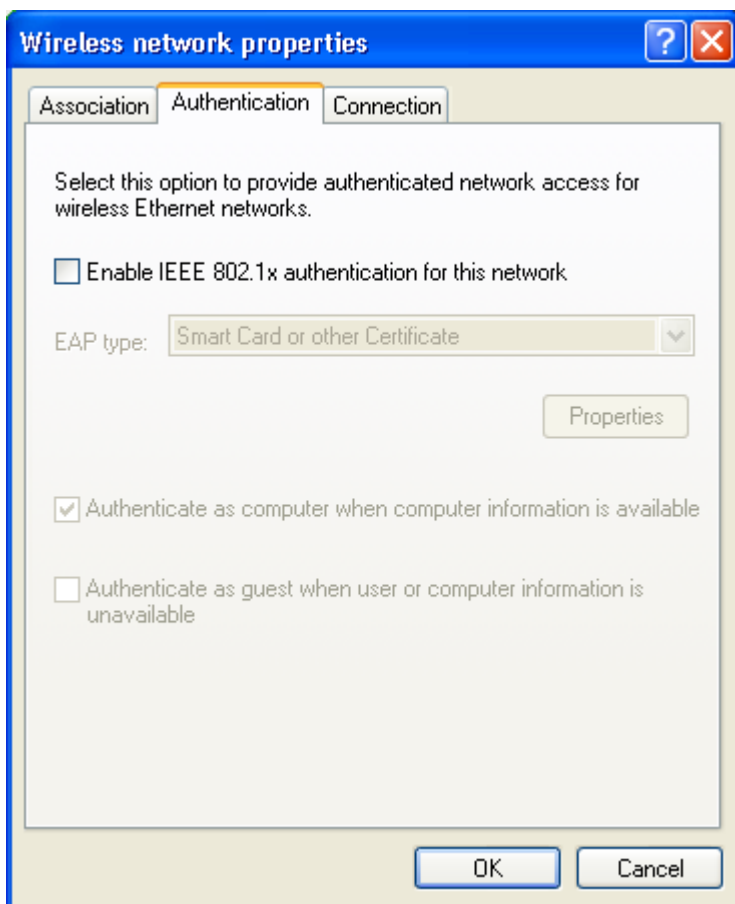 Wireless network properties
Association Authentication Connection
Select this option to provide authenticated network access for
wireless Ethernet networks.
Enable IEEE 802.1x authentication for this network
EAP type: Smart Card or other Certificate
Properties
Authenticate as computer when computer information is available
Authenticate as guest when user or computer information is
unavailable
OK Cancel